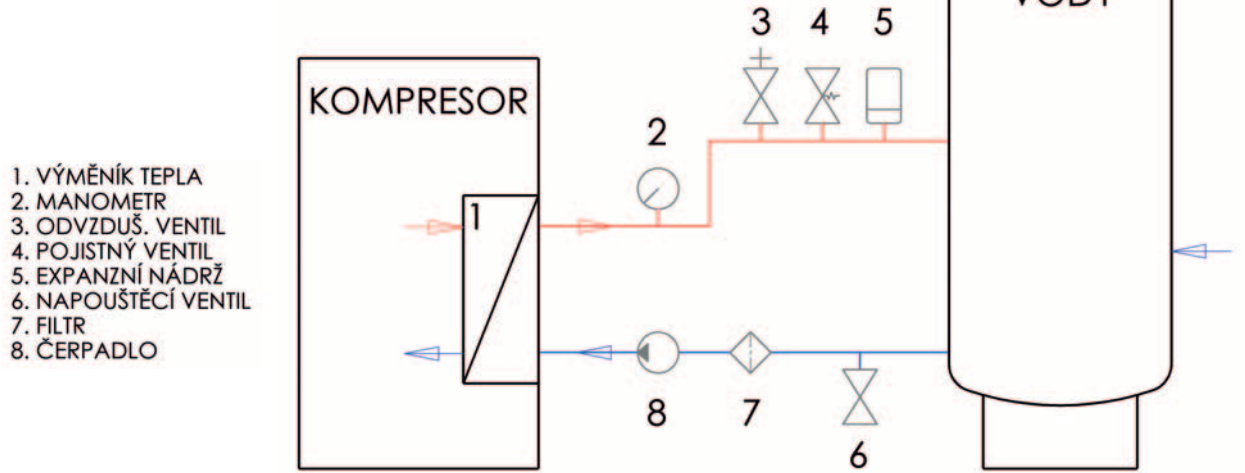 VODY
3 4 5
KOMPRESOR
2
1. VÝMĚNÍK TEPLA
2. MANOMETR
3. ODVZDUŠ. VENTIL
4. POJISTNÝ VENTIL
5. EXPANZNÍ NÁDRŽ
6. NAPOUŠTĚCÍ VENTIL
7. FILTR
8. ČERPADLO
1
8 7
6